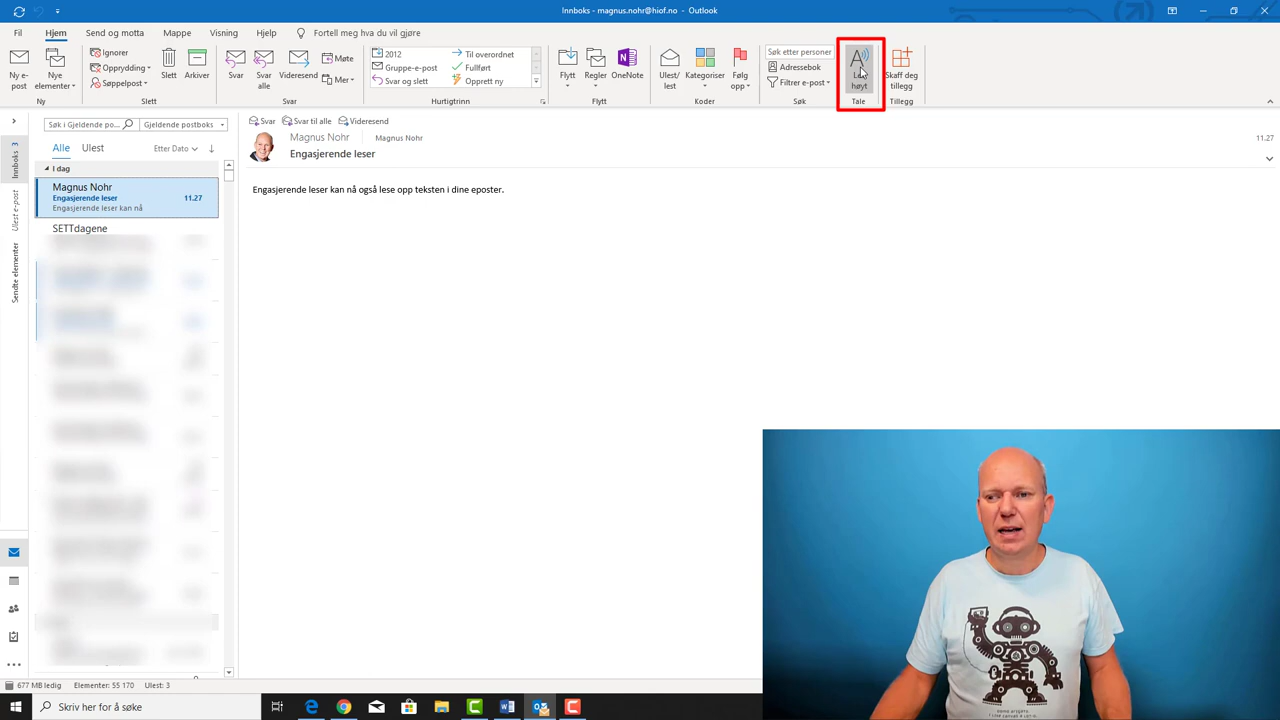 Innboks - magnus.nohr@hiof.no - Outlook
Fil Hjem Send og motta Mappe Visning Hjelp Fortell meg hva du vil gjøre
Ny e-post
Nye elementer
Ny
Ignorer
Opprydding
Søppelpost
Slett
Arkiver
Slett
Svar
Svar alle
Videresend
Møte
Mer
Svar
2012
Gruppe-e-post
Svar og slett
Til overordnet
Fullført
Opprett ny
Hurtigtrinn
Flytt
Regler
OneNote
Flytt
Ulest/lest
Kategoriser
Følg opp
Koder
Søk etter personer
Adressebok
Filtrer e-post
Søk
høyt
Tale
Skaff deg tillegg
Tillegg
Søk i Gjeldende po...
Gjeldende postboks
Alle Ulest Etter Dato
I dag
Magnus Nohr
Engasjerende leser 11.27
Engasjerende leser kan nå
SETTdagene
Innboks 3
Ulest e-post
Sendte elementer
Svar Svar til alle Videresend
Magnus Nohr Magnus Nohr 11.27
Engasjerende leser
Engasjerende leser kan nå også lese opp teksten i dine eposter.
677 MB ledig Elementer: 55 170 Ulest: 3
Skriv her for å søke